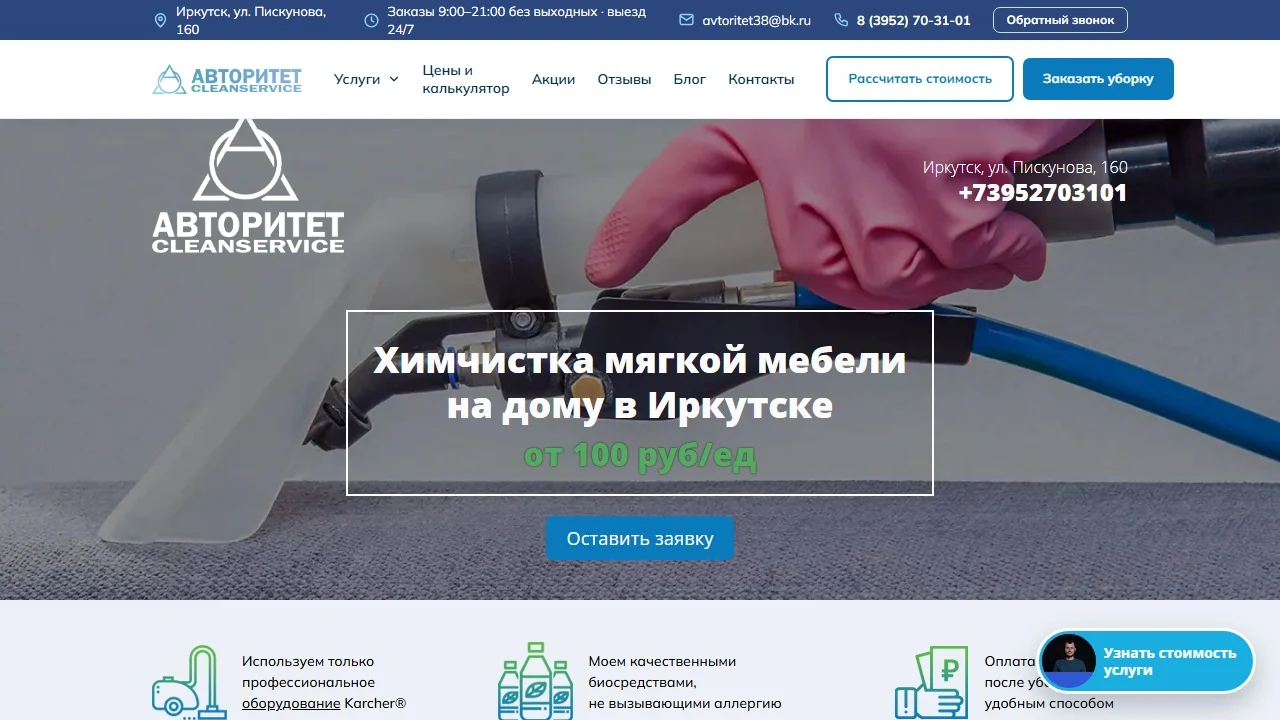 Иркутск, ул. Пискунова,
160
Заказы 9:00–21:00 без выходных · выезд
24/7
avtoritet38@bk.ru
8 (3952) 70-31-01
Обратный звонок
АВТОРИТЕТ
CLEANSERVICE
Услуги
Цены и
калькулятор
Акции
Отзывы
Блог
Контакты
Рассчитать стоимость
Заказать уборку
АВТОРИТЕТ
CLEANSERVICE
Иркутск, ул. Пискунова, 160
+73952703101
Химчистка мягкой мебели
на дому в Иркутске
от 100 руб/ед
Оставить заявку
Используем только
профессиональное
оборудование Karcher®
Моем качественными
биосредствами,
не вызывающими аллергию
Оплата
после
удобным способом
Узнать стоимость
услуги